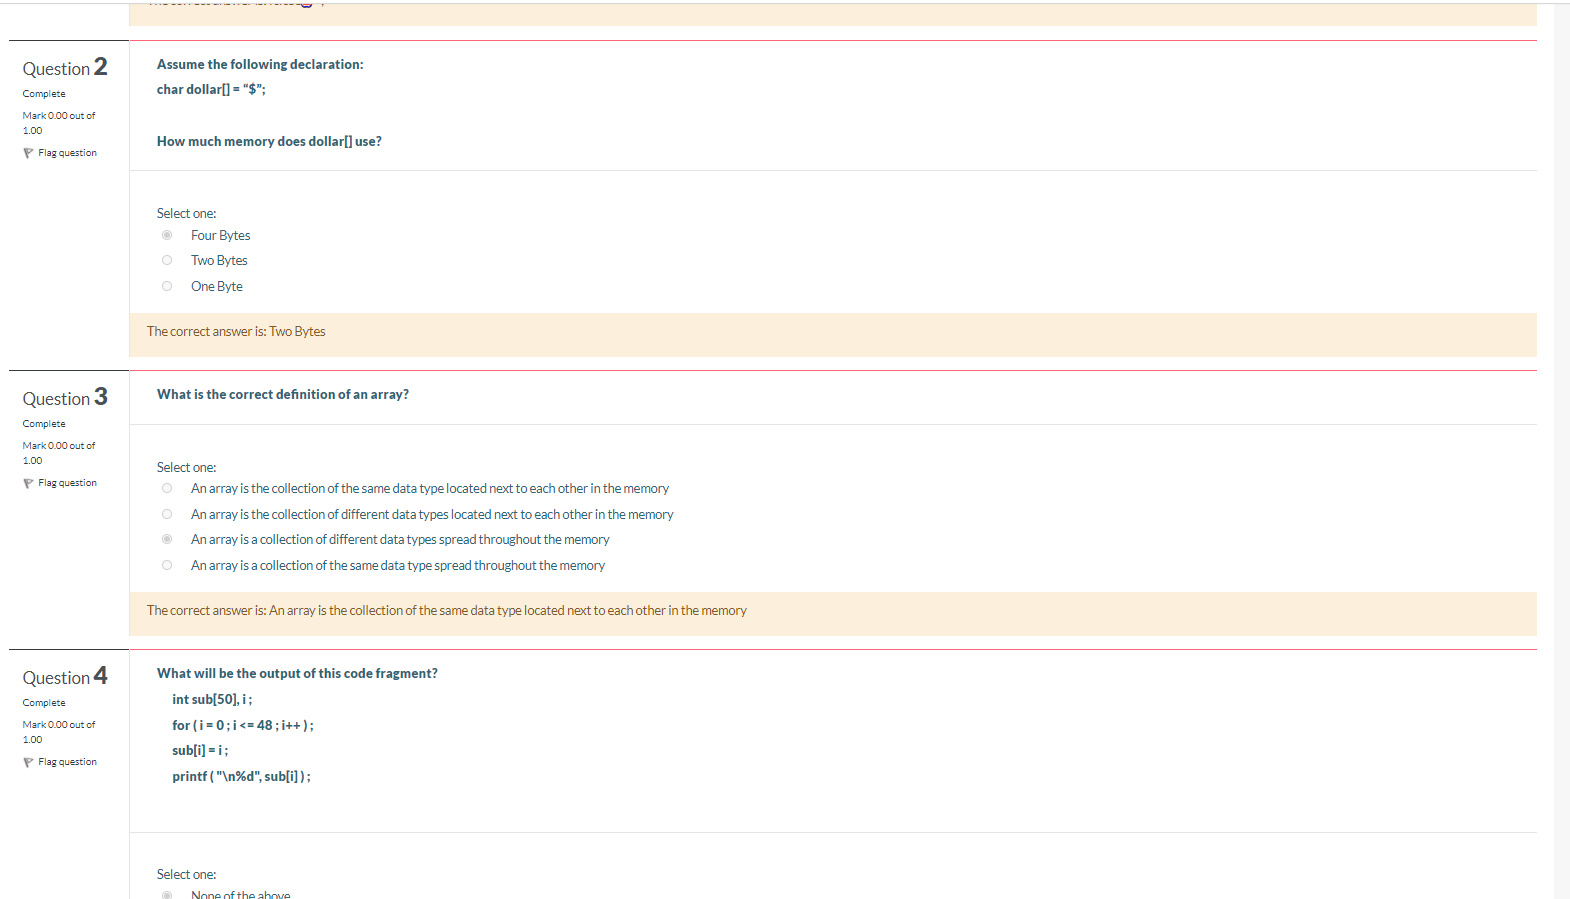 Question 2
Complete
Mark 0.00 out of
1.00
Flag question
Assume the following declaration:
char dollar[] = “$”;
How much memory does dollar[] use?
Select one:
Four Bytes
Two Bytes
One Byte
The correct answer is: Two Bytes
Question 3
Complete
Mark 0.00 out of
1.00
Flag question
What is the correct definition of an array?
Select one:
An array is the collection of the same data type located next to each other in the memory
An array is the collection of different data types located next to each other in the memory
An array is a collection of different data types spread throughout the memory
An array is a collection of the same data type spread throughout the memory
The correct answer is: An array is the collection of the same data type located next to each other in the memory
Question 4
Complete
Mark 0.00 out of
1.00
Flag question
What will be the output of this code fragment?
int sub[50], i ;
for ( i = 0 ; i <= 48 ; i++ ) ;
sub[i] = i ;
printf ( "\n%d", sub[i] ) ;
Select one:
None of the above